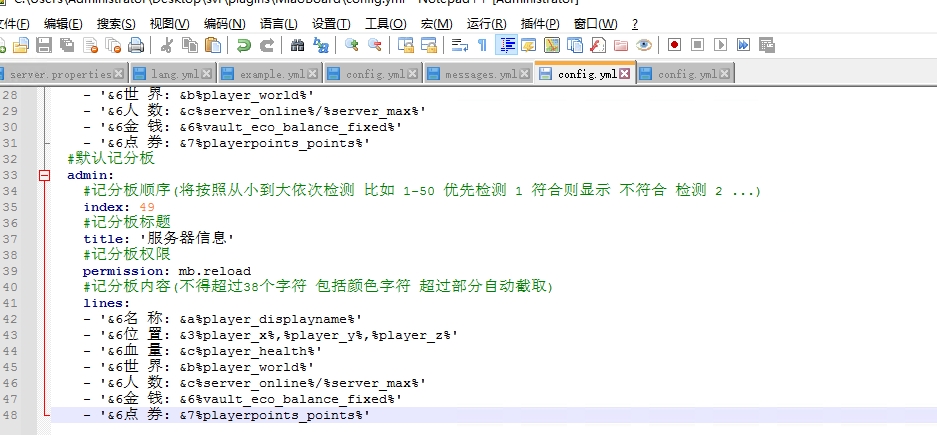 C:\Users\Administrator\Desktop\svr\plugins\MiaoBoard\config.yml - Notepad++ [Administrator]
文件(F) 编辑(E) 搜索(S) 视图(V) 编码(N) 语言(L) 设置(T) 工具(O) 宏(M) 运行(R) 插件(P) 窗口(W) ?
server.properties lang.yml example.yml config.yml messages.yml config.yml config.yml
28 - '&6世 界: &b%player_world%'
29 - '&6人 数: &c%server_online%/%server_max%'
30 - '&6金 钱: &6%vault_eco_balance_fixed%'
31 - '&6点 券: &7%playerpoints_points%'
32 #默认记分板
33 admin:
34 #记分板顺序(将按照从小到大依次检测 比如 1-50 优先检测 1 符合则显示 不符合 检测 2 ...)
35 index: 49
36 #记分板标题
37 title: '服务器信息'
38 #记分板权限
39 permission: mb.reload
40 #记分板内容(不得超过38个字符 包括颜色字符 超过部分自动截取)
41 lines:
42 - '&6名 称: &a%player_displayname%'
43 - '&6位 置: &3%player_x%,%player_y%,%player_z%'
44 - '&6血 量: &c%player_health%'
45 - '&6世 界: &b%player_world%'
46 - '&6人 数: &c%server_online%/%server_max%'
47 - '&6金 钱: &6%vault_eco_balance_fixed%'
48 - '&6点 券: &7%playerpoints_points%'